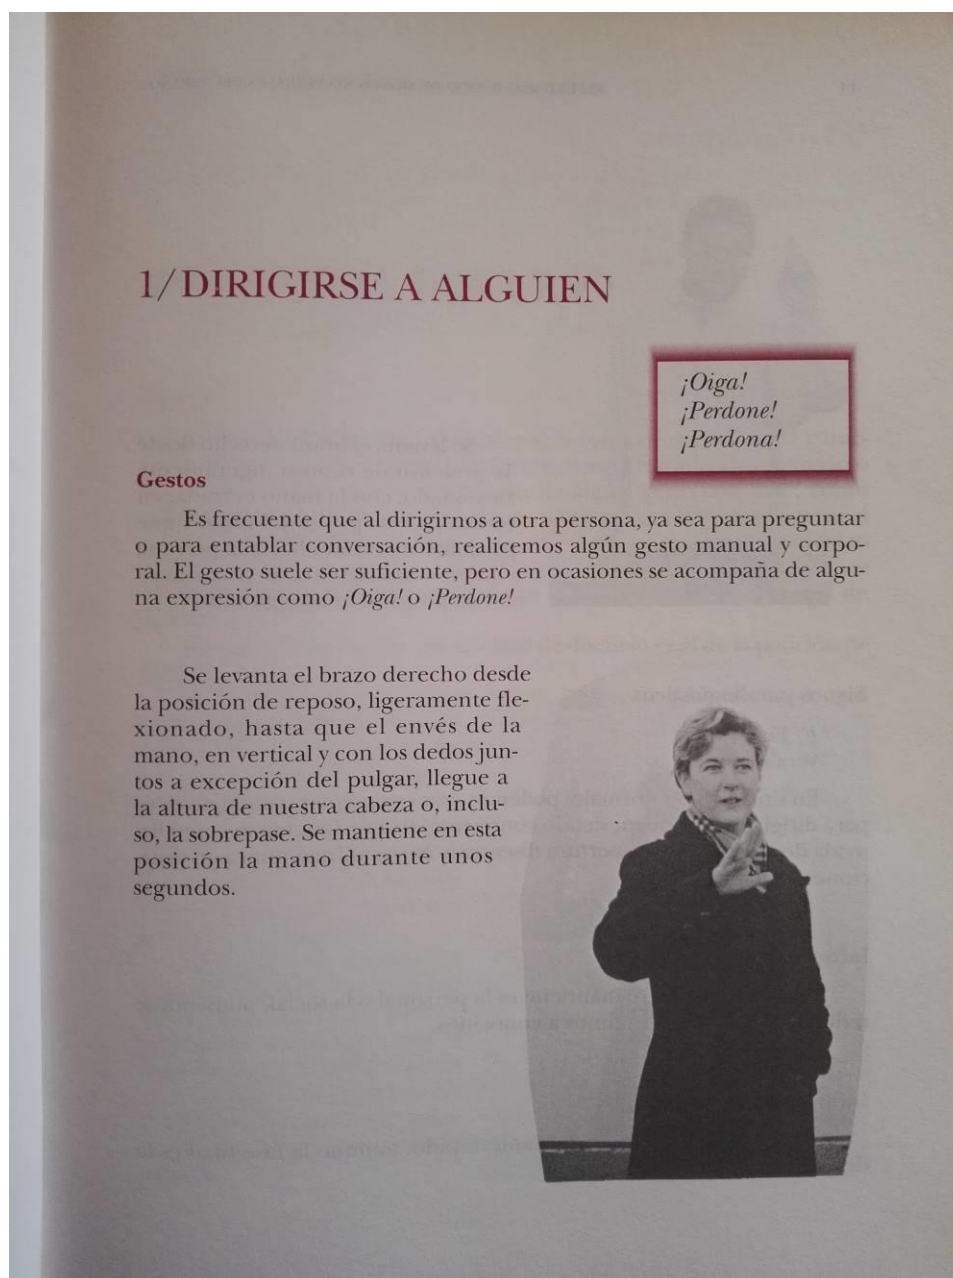 1/DIRIGIRSE A ALGUIEN
¡Oiga!
¡Perdone!
¡Perdona!
Gestos
Es frecuente que al dirigirnos a otra persona, ya sea para preguntar
o para entablar conversación, realicemos algún gesto manual y corpo-
ral. El gesto suele ser suficiente, pero en ocasiones se acompaña de algu-
na expresión como ¡Oiga! o ¡Perdone!
Se levanta el brazo derecho desde
la posición de reposo, ligeramente fle-
xionado, hasta que el envés de la
mano, en vertical y con los dedos jun-
tos a excepción del pulgar, llegue a
la altura de nuestra cabeza o, inclu-
so, la sobrepase. Se mantiene en esta
posición la mano durante unos
segundos.